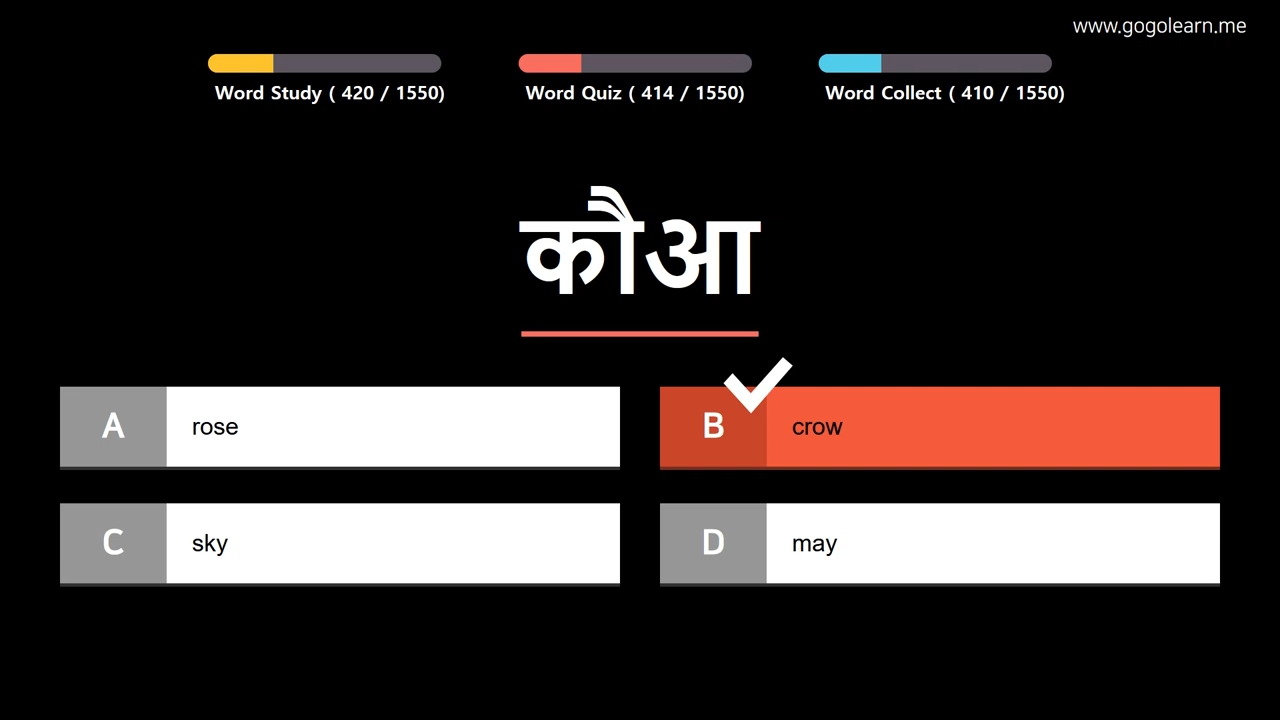 www.gogolearn.me
Word Study ( 420 / 1550)
Word Quiz ( 414 / 1550)
Word Collect ( 410 / 1550)
कौआ
A rose
B crow
C sky
D may